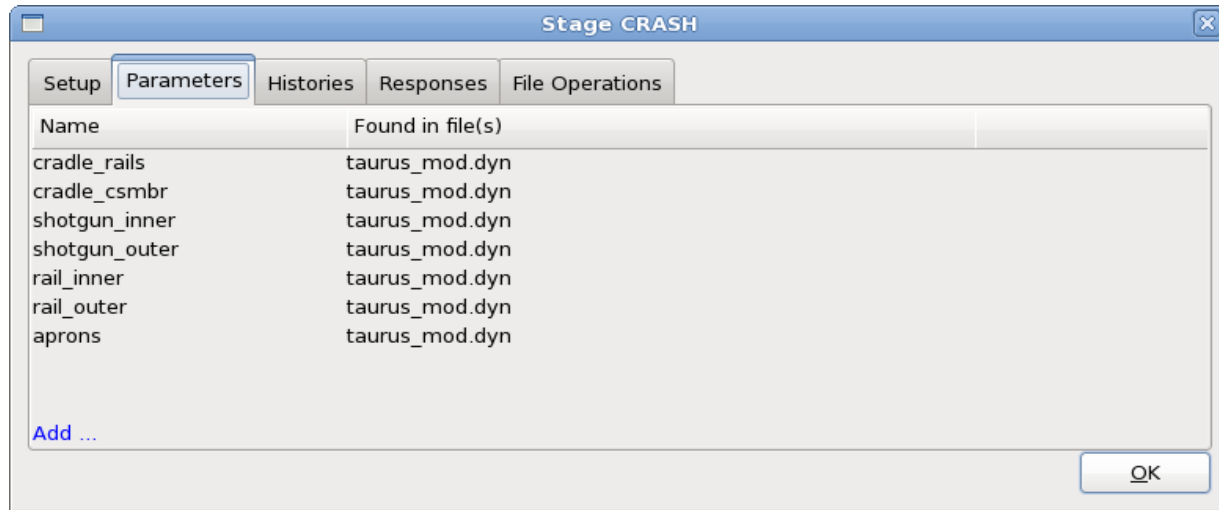 Stage CRASH
Setup Parameters Histories Responses File Operations
Name Found in file(s)
cradle_rails taurus_mod.dyn
cradle_csmbr taurus_mod.dyn
shotgun_inner taurus_mod.dyn
shotgun_outer taurus_mod.dyn
rail_inner taurus_mod.dyn
rail_outer taurus_mod.dyn
aprons taurus_mod.dyn
Add ...
OK